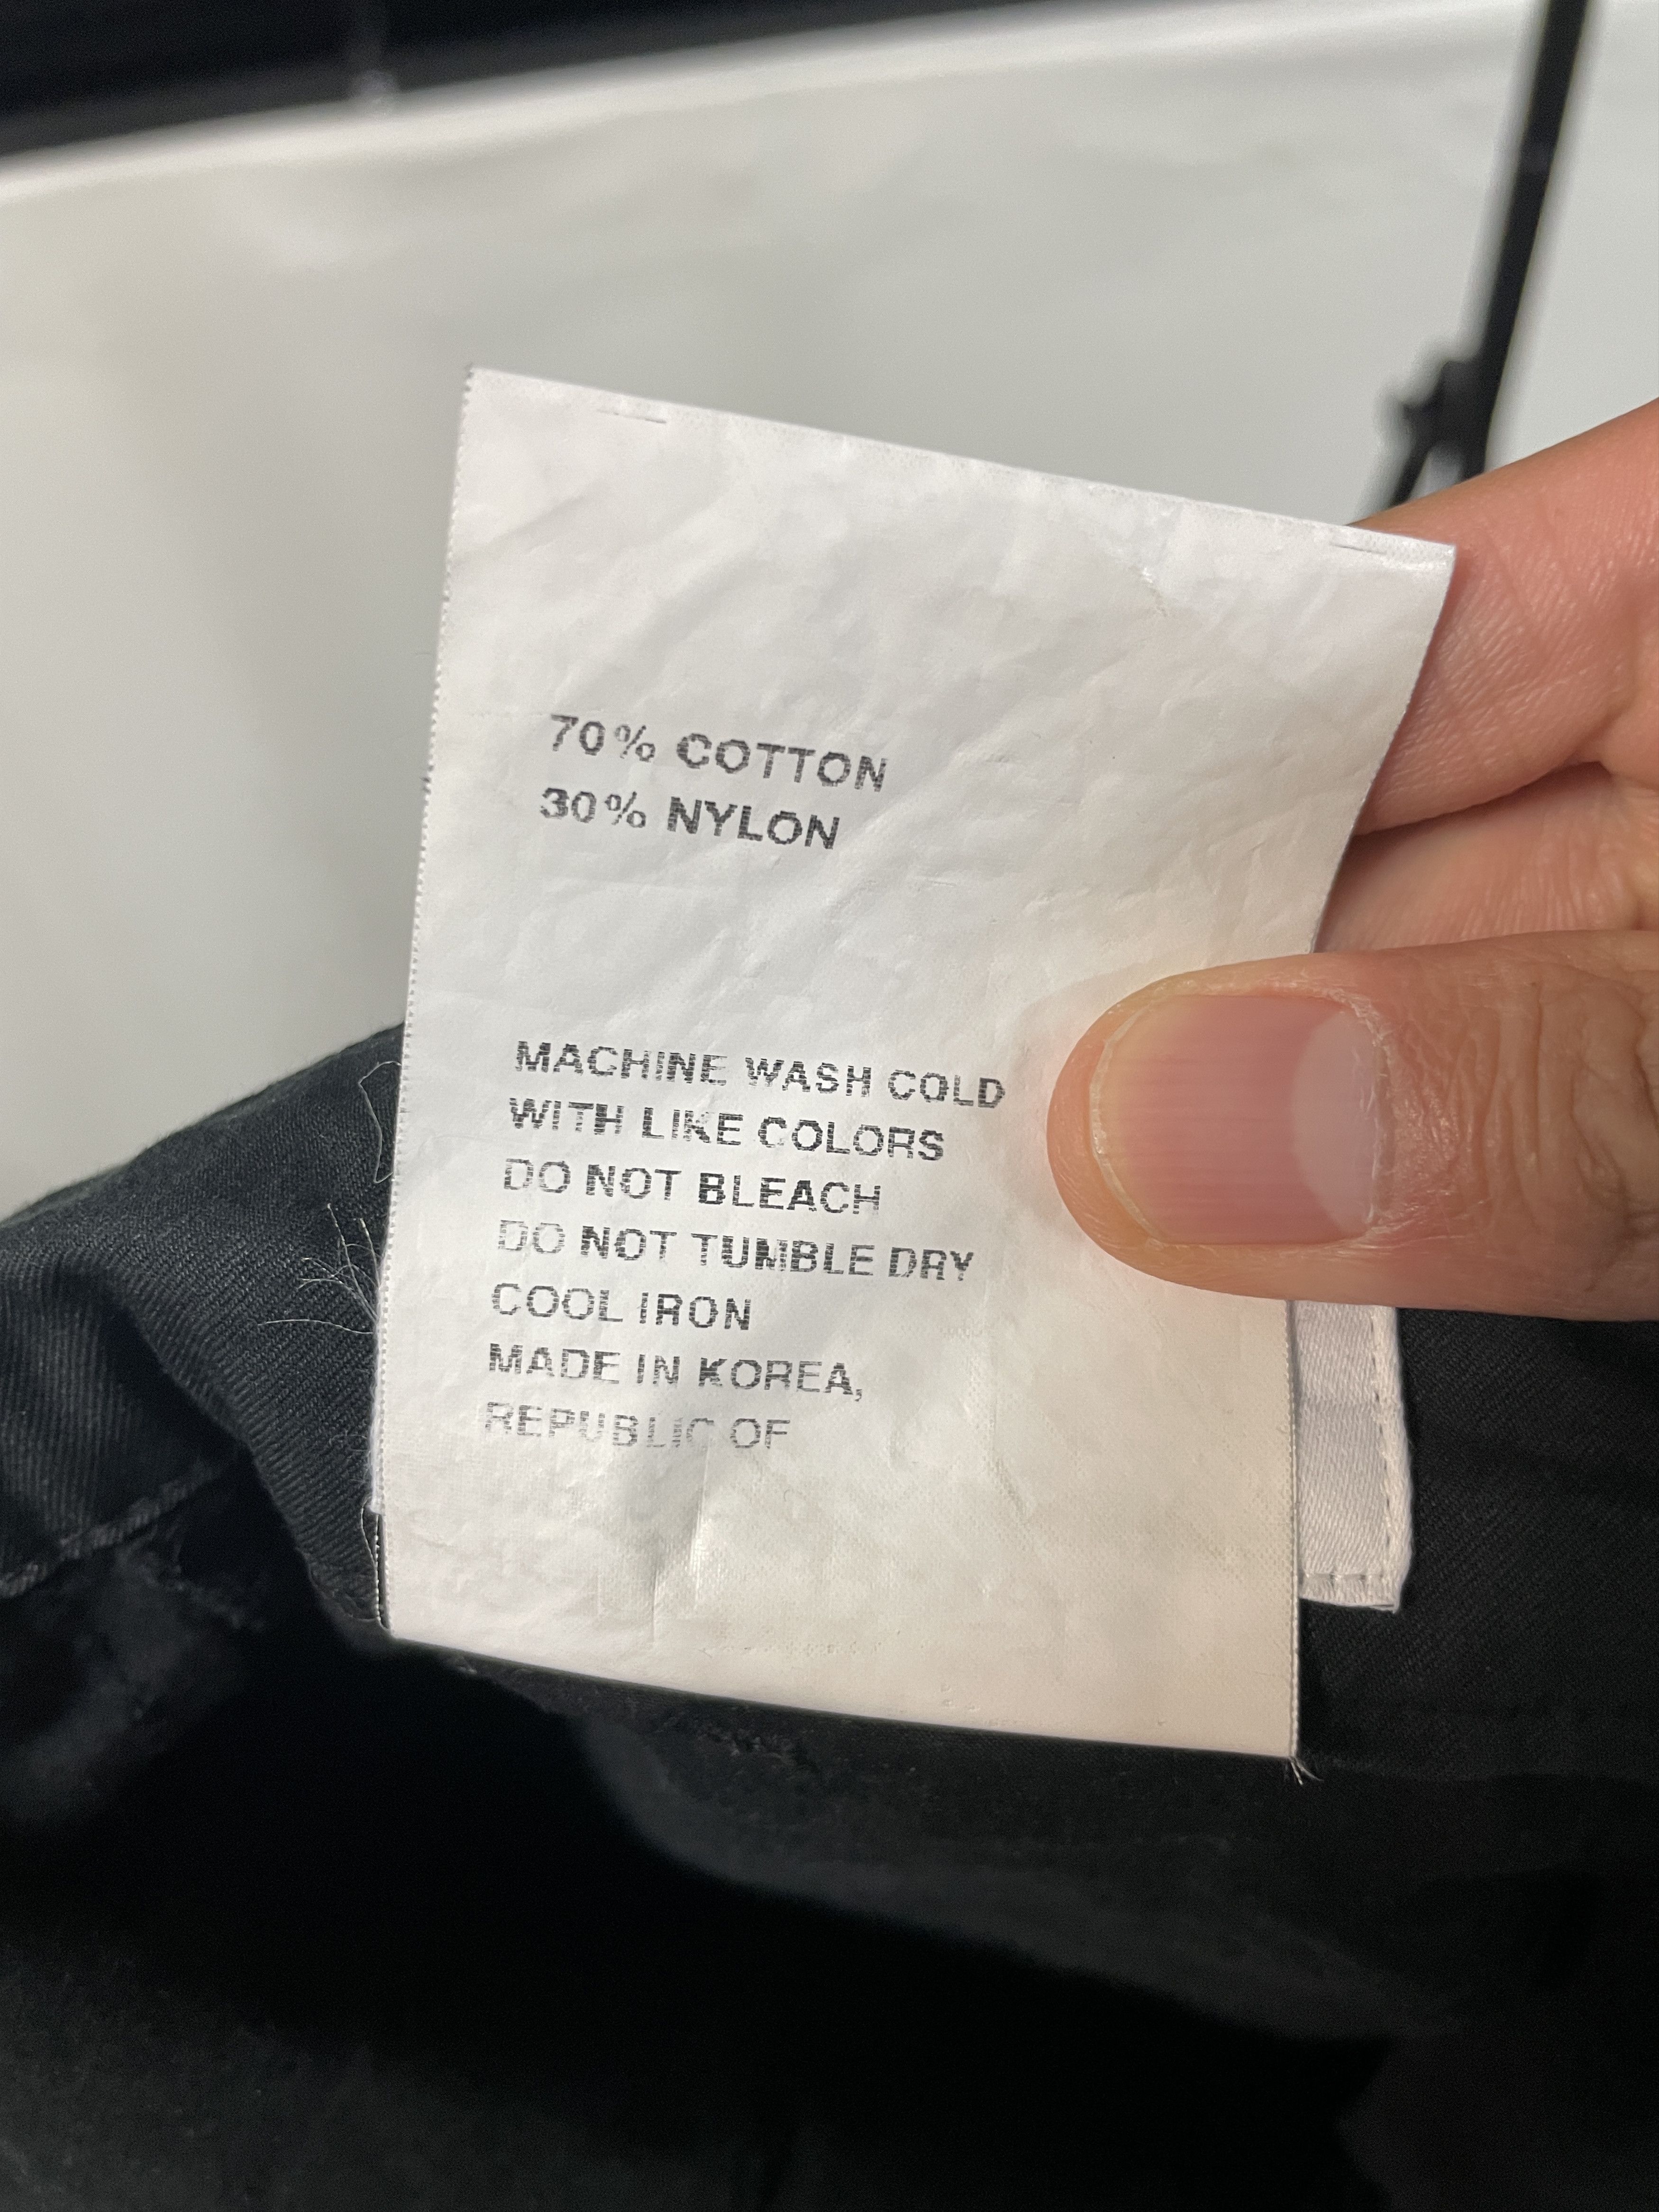 70% COTTON
30% NYLON
MACHINE WASH COLD
WITH LIKE COLORS
DO NOT BLEACH
DO NOT TUMBLE DRY
COOL IRON
MADE IN KOREA,
REPUBLIC OF